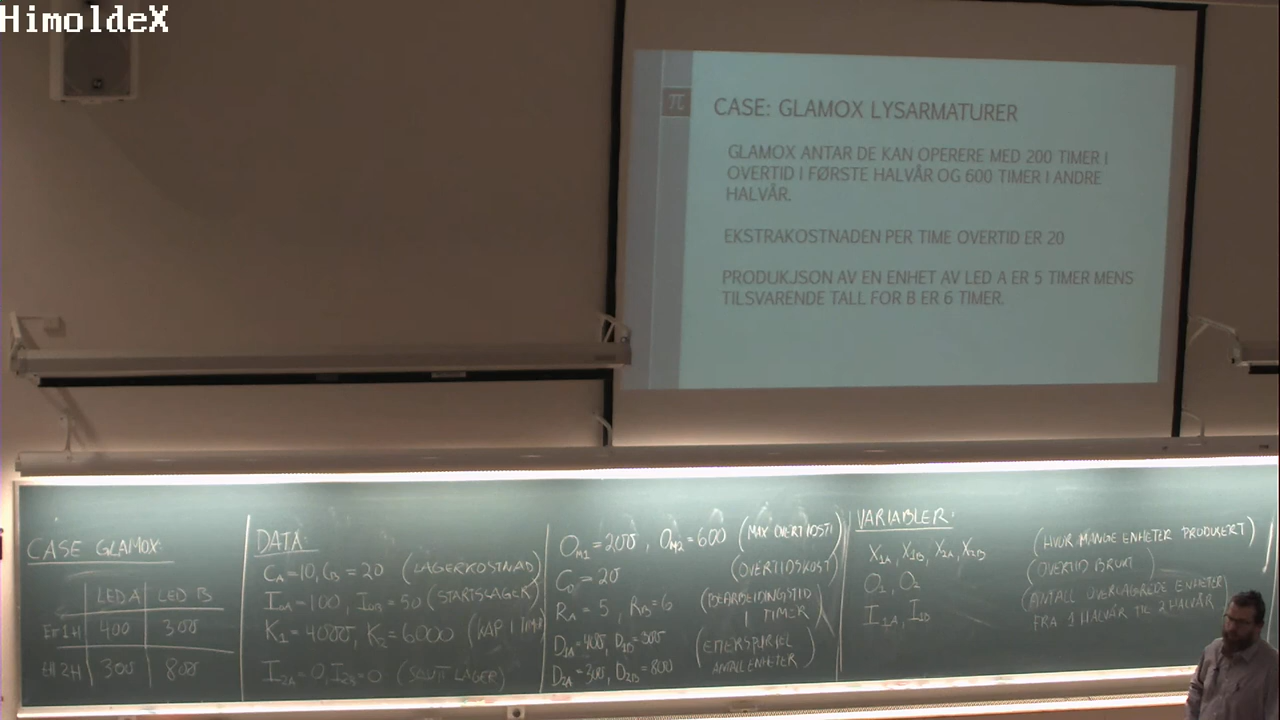 HimoldeX
π
CASE: GLAMOX LYSARMATURER
GLAMOX ANTAR DE KAN OPERERE MED 200 TIMER I
OVERTID I FØRSTE HALVÅR OG 600 TIMER I ANDRE
HALVÅR.
EKSTRAKOSTNADEN PER TIME OVERTID ER 20
PRODUKJSON AV EN ENHET AV LED A ER 5 TIMER MENS
TILSVARENDE TALL FOR B ER 6 TIMER.
CASE GLAMOX:
LED A LED B
400 300
300 800
DATA:
C_A=10, C_B=20 (LAGERKOSTNAD)
I_0A=100, I_0B=50 (STARTSLAGER)
K_1=4000, K_2=6000 (KAP I TIMER)
I_2A=0, I_2B=0 (SLUTT LAGER)
O_M1=200, O_M2=600 (MAX OVERTID)
C_O=20 (OVERTIDSKOST)
R_A=5, R_B=6 (BEARBEIDINGSTID
I TIMER)
D_1A=400, D_1B=300 (ETTERSPØRSEL
D_2A=300, D_2B=800 ANTALL ENHETER)
VARIABLER:
X_1A, X_1B, X_2A, X_2B (HVOR MANGE ENHETER PRODUSERT)
O_1, O_2 (OVERTID BRUKT)
I_1A, I_1B (ANTALL OVERLAGREDE ENHETER
FRA 1 HALVÅR TIL 2 HALVÅR)